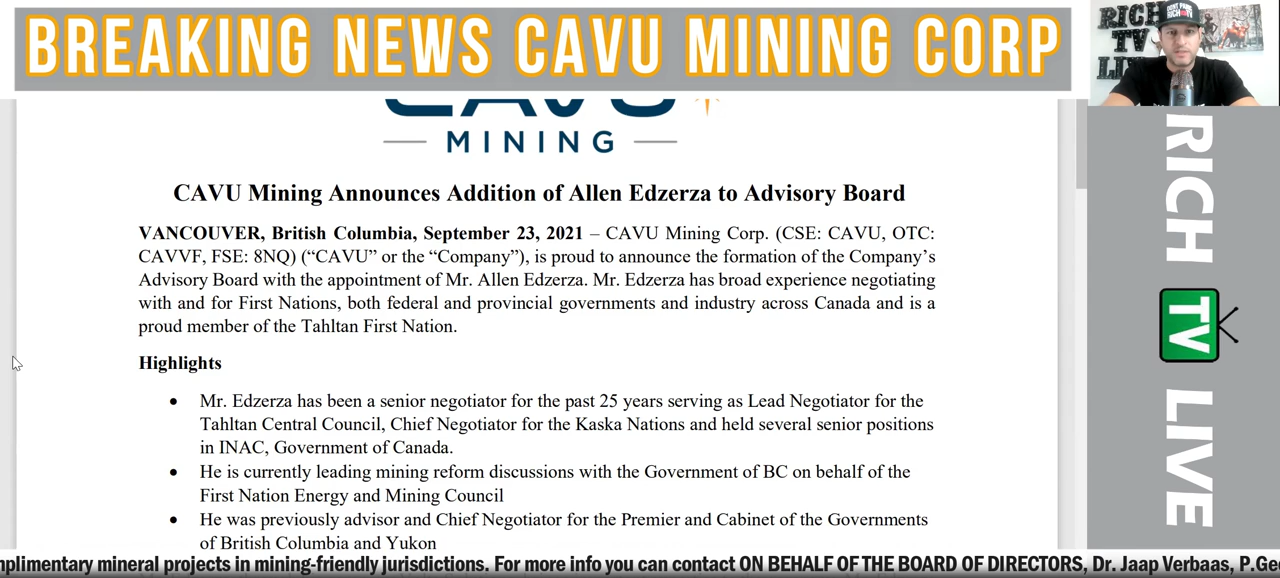 BREAKING NEWS CAVU MINING CORP
RICH
TV
LIVE
CAVU
MINING
CAVU Mining Announces Addition of Allen Edzerza to Advisory Board
VANCOUVER, British Columbia, September 23, 2021 – CAVU Mining Corp. (CSE: CAVU, OTC:
CAVVF, FSE: 8NQ) (“CAVU” or the “Company”), is proud to announce the formation of the Company’s
Advisory Board with the appointment of Mr. Allen Edzerza. Mr. Edzerza has broad experience negotiating
with and for First Nations, both federal and provincial governments and industry across Canada and is a
proud member of the Tahltan First Nation.
Highlights
• Mr. Edzerza has been a senior negotiator for the past 25 years serving as Lead Negotiator for the
Tahltan Central Council, Chief Negotiator for the Kaska Nations and held several senior positions
in INAC, Government of Canada.
• He is currently leading mining reform discussions with the Government of BC on behalf of the
First Nation Energy and Mining Council
• He was previously advisor and Chief Negotiator for the Premier and Cabinet of the Governments
of British Columbia and Yukon
RICH TV LIVE
mplimentary mineral projects in mining-friendly jurisdictions. For more info you can contact ON BEHALF OF THE BOARD OF DIRECTORS, Dr. Jaap Verbaas, P.Ge